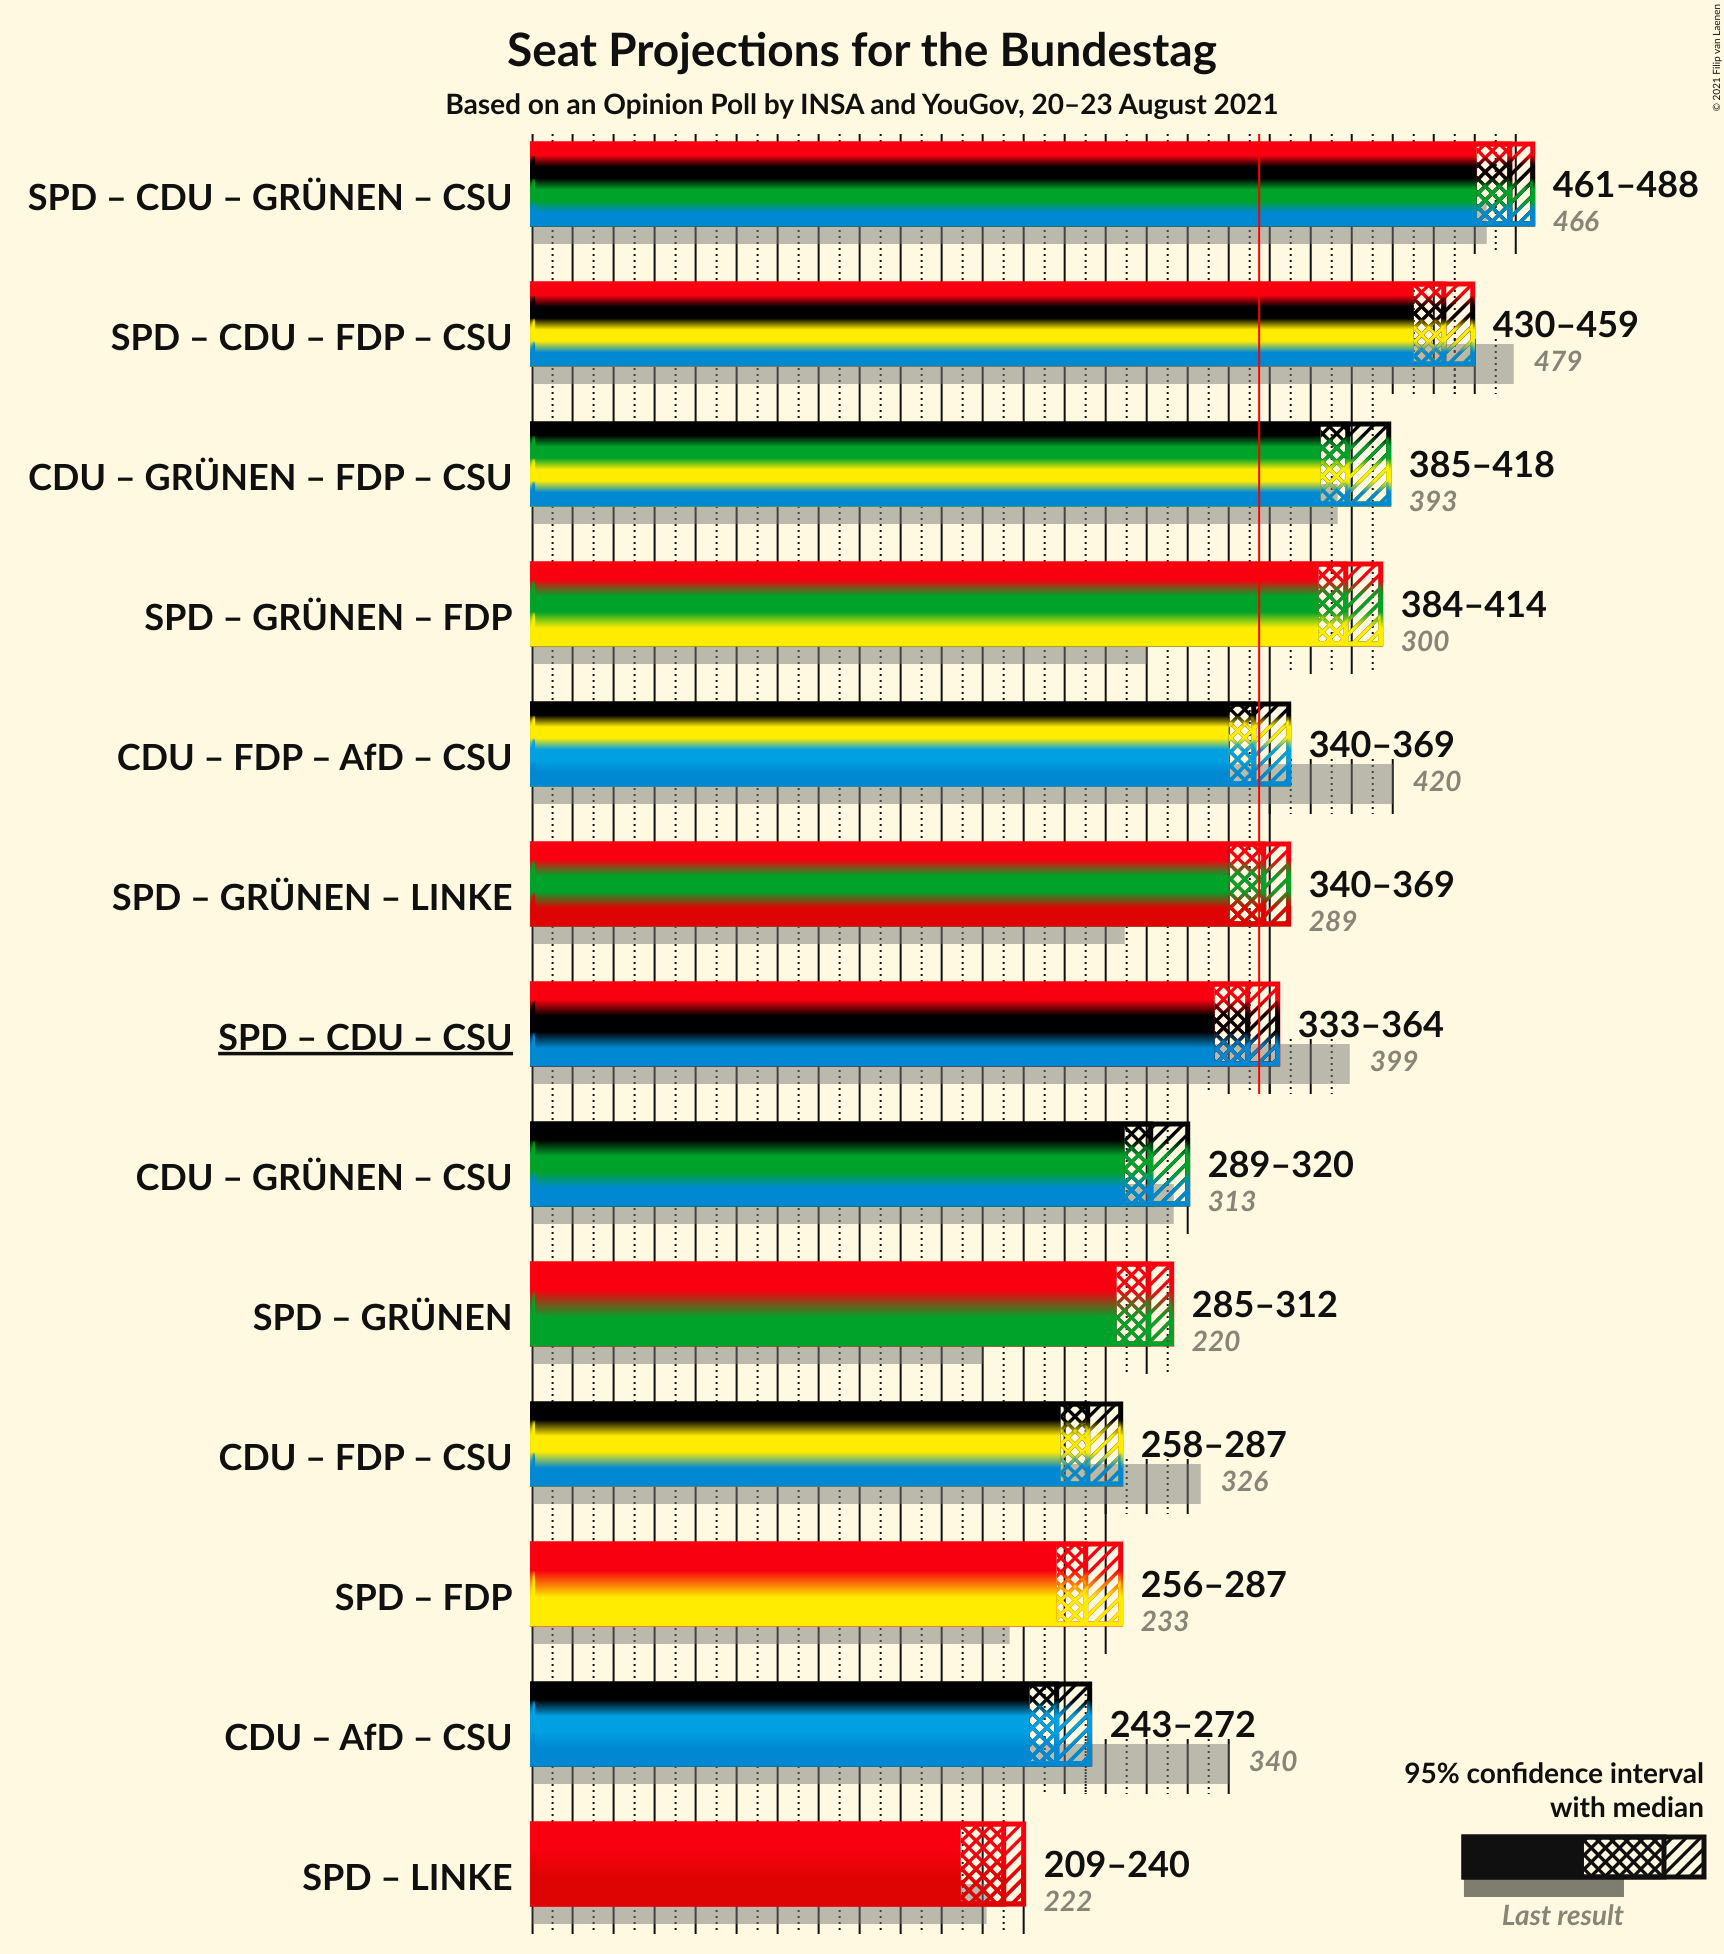 Seat Projections for the Bundestag
Based on an Opinion Poll by INSA and YouGov, 20–23 August 2021
© 2021 Filip van Laenen
SPD – CDU – GRÜNEN – CSU
461–488
466
SPD – CDU – FDP – CSU
430–459
479
CDU – GRÜNEN – FDP – CSU
385–418
393
SPD – GRÜNEN – FDP
384–414
300
CDU – FDP – AfD – CSU
340–369
420
SPD – GRÜNEN – LINKE
340–369
289
SPD – CDU – CSU
333–364
399
CDU – GRÜNEN – CSU
289–320
313
SPD – GRÜNEN
285–312
220
CDU – FDP – CSU
258–287
326
SPD – FDP
256–287
233
CDU – AfD – CSU
243–272
340
SPD – LINKE
209–240
222
95% confidence interval
with median
Last result